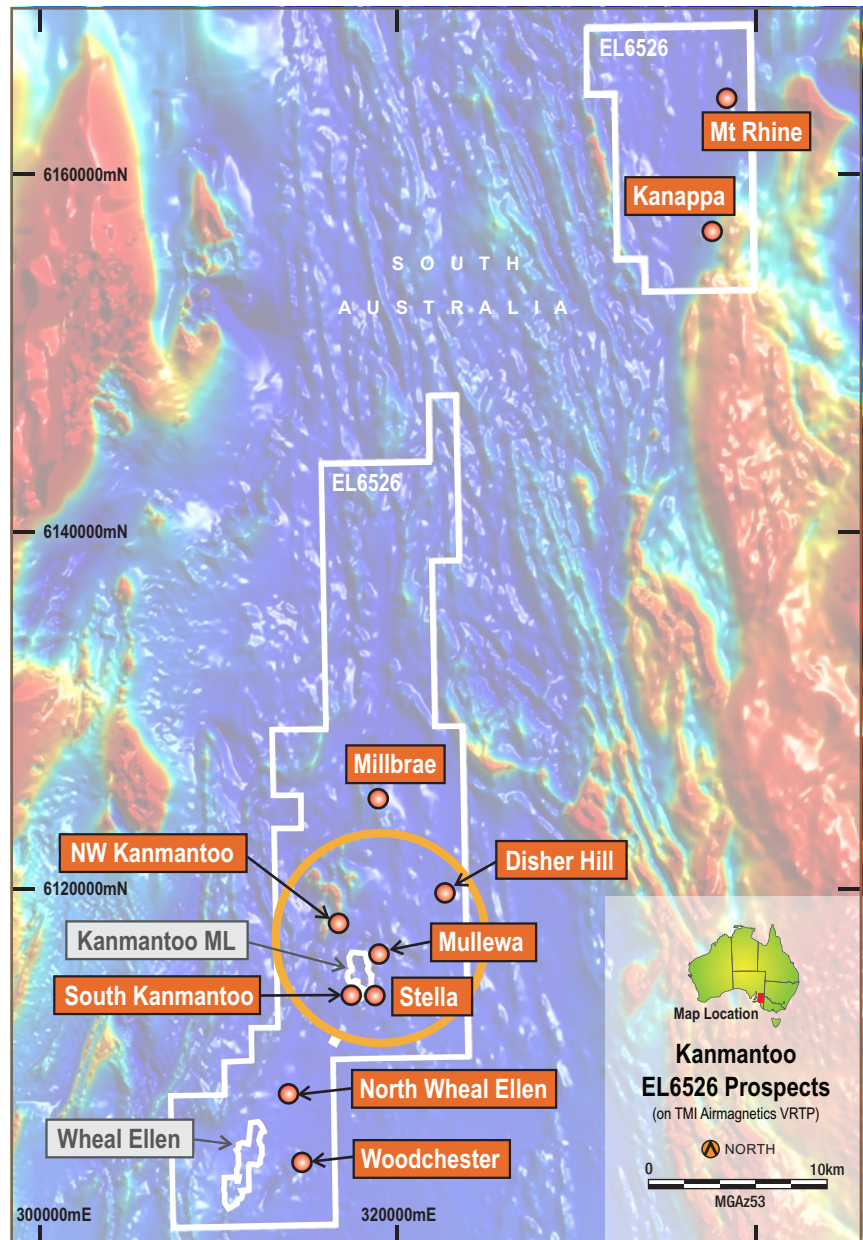 EL6526
Mt Rhine
6160000mN
Kanappa
SOUTH
AUSTRALIA
EL6526
6140000mN
Millbrae
NW Kanmantoo
Disher Hill
6120000mN
Kanmantoo ML
Mullewa
South Kanmantoo
Stella
North Wheal Ellen
Wheal Ellen
Woodchester
300000mE
320000mE
Map Location
Kanmantoo
EL6526 Prospects
(on TMI Airmagnetics VRTP)
NORTH
0 10km
MGAz53